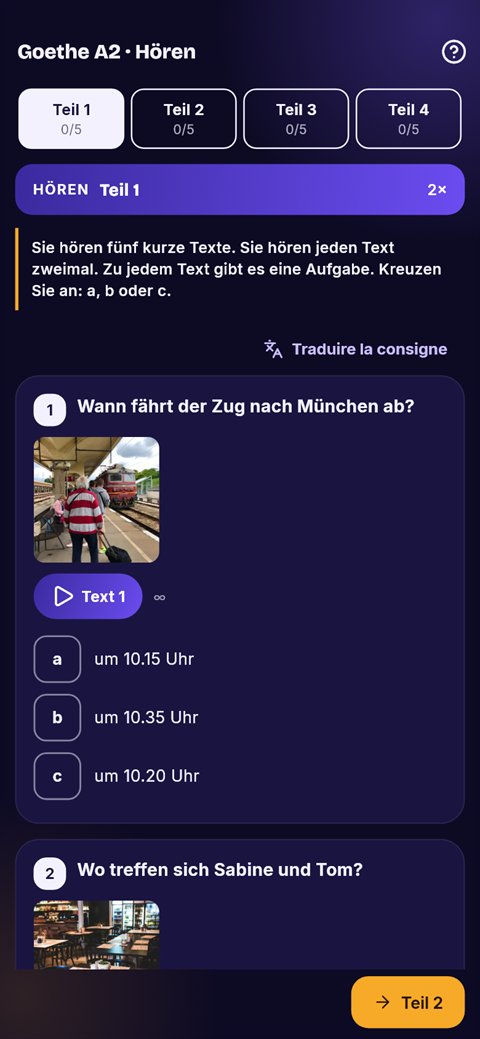 Goethe A2 · Hören
Teil 1
0/5
Teil 2
0/5
Teil 3
0/5
Teil 4
0/5
HÖREN Teil 1 2×
Sie hören fünf kurze Texte. Sie hören jeden Text
zweimal. Zu jedem Text gibt es eine Aufgabe. Kreuzen
Sie an: a, b oder c.
Traduire la consigne
1 Wann fährt der Zug nach München ab?
Text 1 ∞
a um 10.15 Uhr
b um 10.35 Uhr
c um 10.20 Uhr
2 Wo treffen sich Sabine und Tom?
→ Teil 2